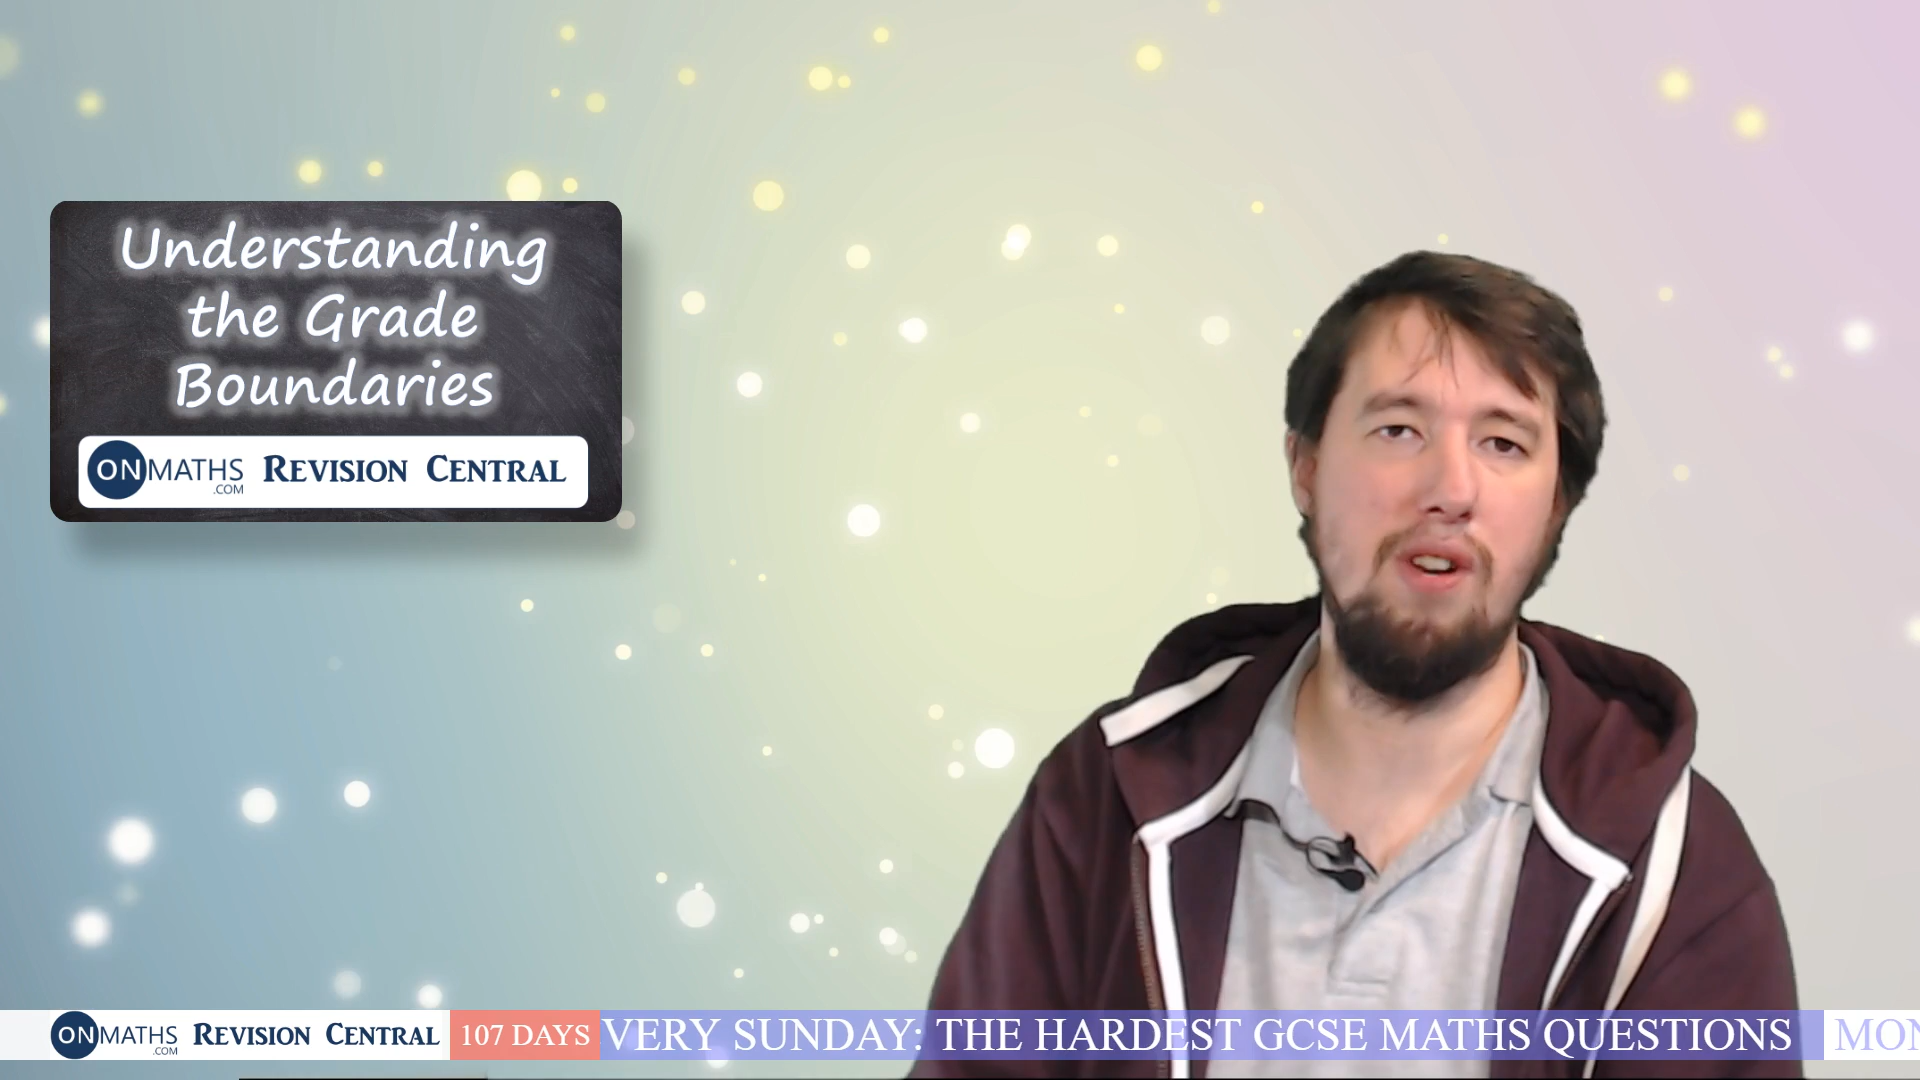 Understanding
the Grade
Boundaries
ONMATHS
.COM
REVISION CENTRAL
ONMATHS
.COM
REVISION CENTRAL
107 DAYS
VERY SUNDAY: THE HARDEST GCSE MATHS QUESTIONS
MON